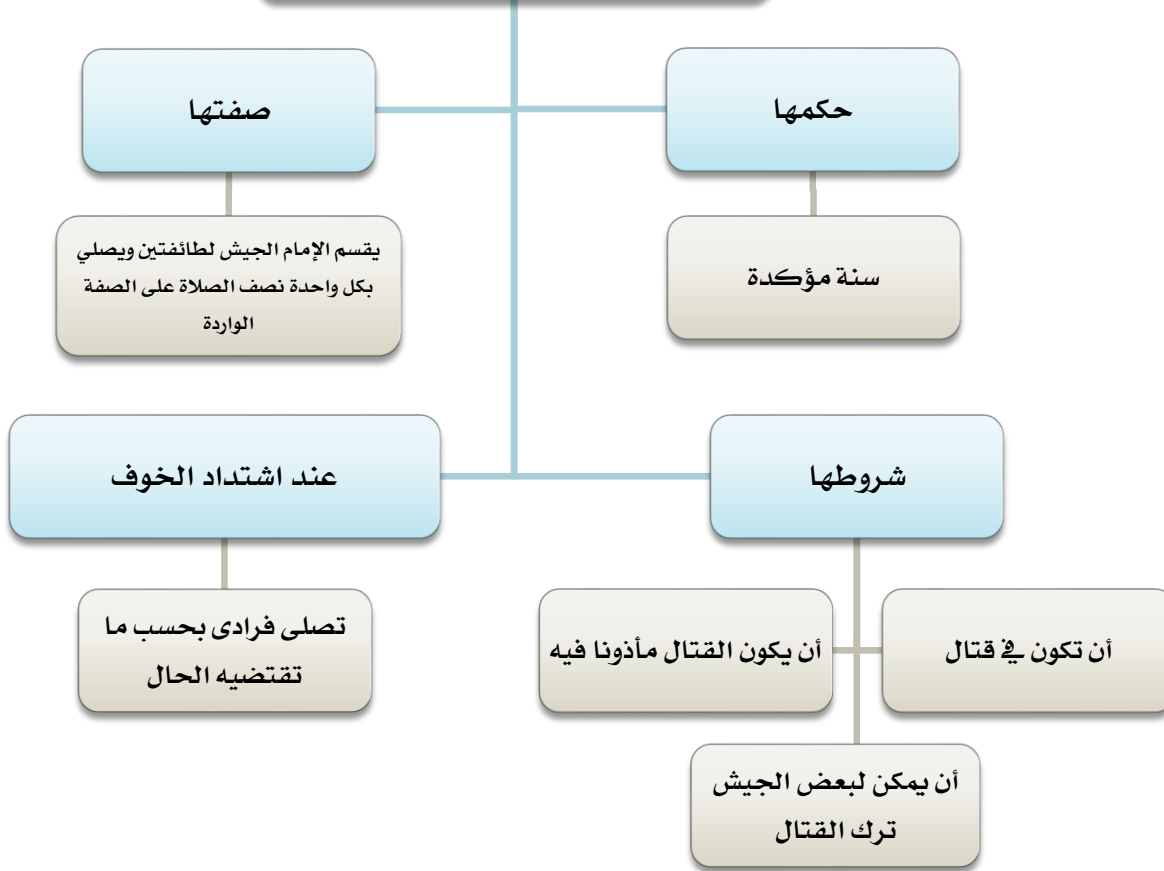 حكمها
صفتها
سنة مؤكدة
يقسم الإمام الجيش لطائفتين ويصلي
بكل واحدة نصف الصلاة على الصفة
الواردة
شروطها
عند اشتداد الخوف
أن تكون في قتال
أن يكون القتال مأذونا فيه
أن يمكن لبعض الجيش
ترك القتال
تصلى فرادى بحسب ما
تقتضيه الحال